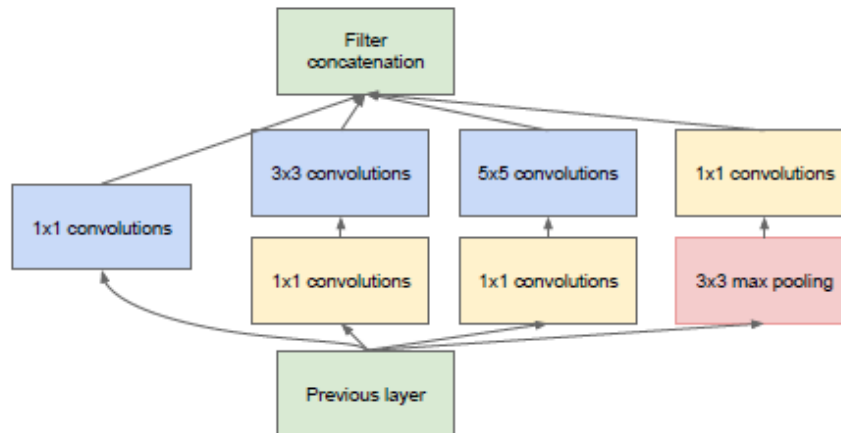 Filter
concatenation
3x3 convolutions
5x5 convolutions
1x1 convolutions
1x1 convolutions
1x1 convolutions
1x1 convolutions
3x3 max pooling
Previous layer